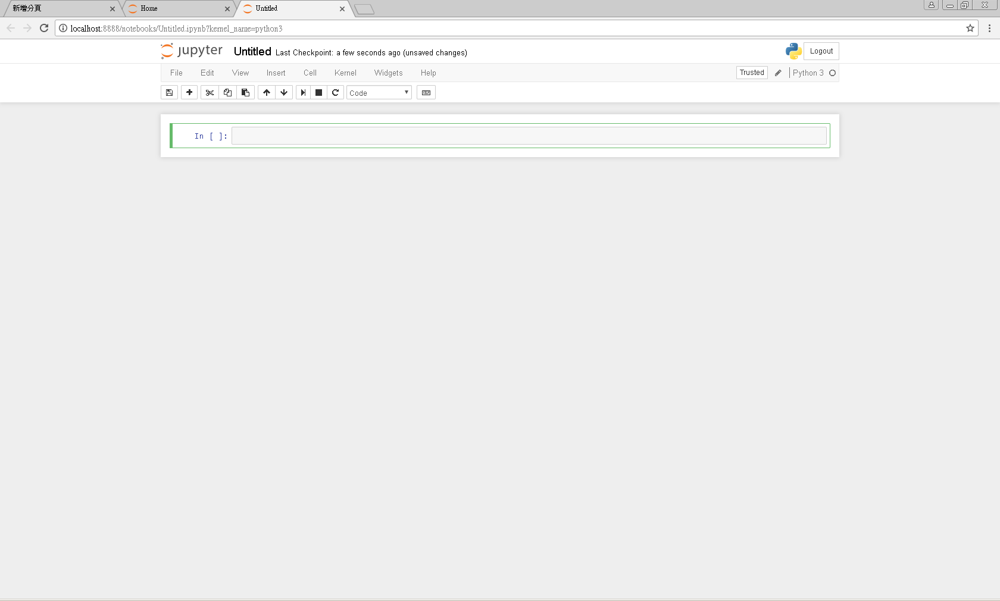 新增分頁 Home Untitled
localhost:8888/notebooks/Untitled.ipynb?kernel_name=python3
jupyter Untitled Last Checkpoint: a few seconds ago (unsaved changes) Logout
File Edit View Insert Cell Kernel Widgets Help Trusted Python 3
Code
In [ ]: